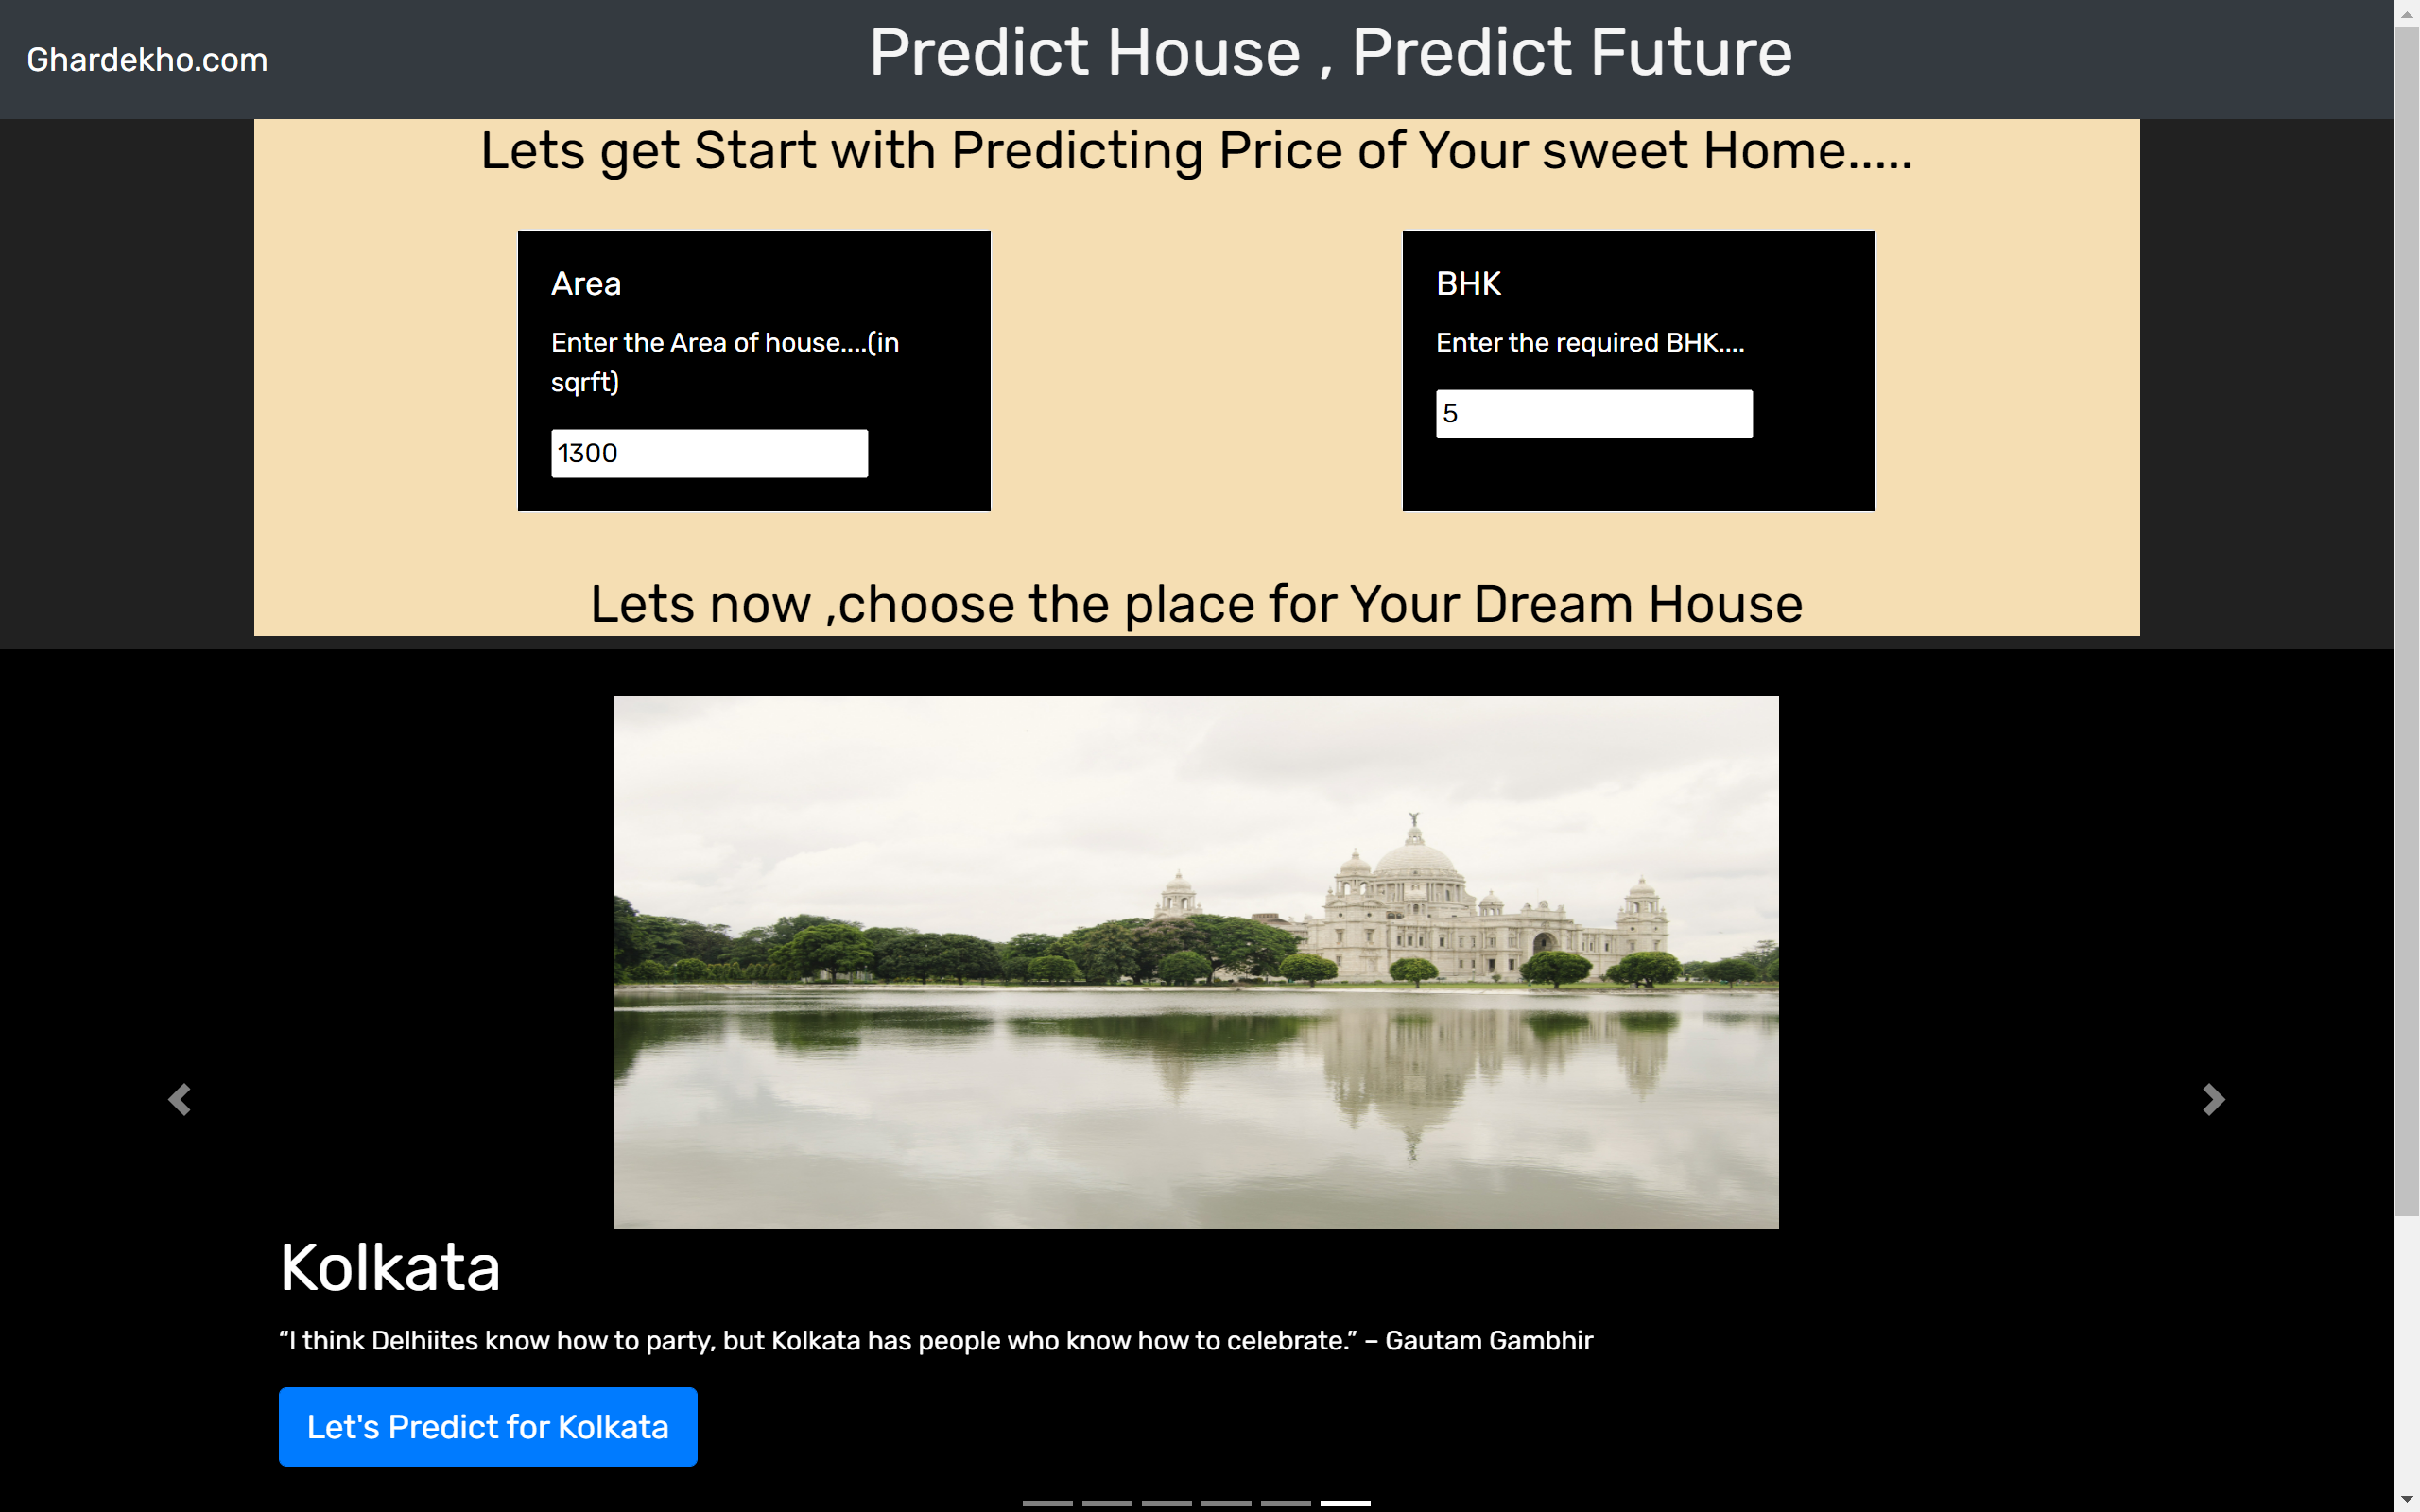 Ghardekho.com
Predict House , Predict Future
Lets get Start with Predicting Price of Your sweet Home.....
Area
Enter the Area of house....(in
sqrft)
1300
BHK
Enter the required BHK....
5
Lets now ,choose the place for Your Dream House
Kolkata
“I think Delhiites know how to party, but Kolkata has people who know how to celebrate.” – Gautam Gambhir
Let's Predict for Kolkata